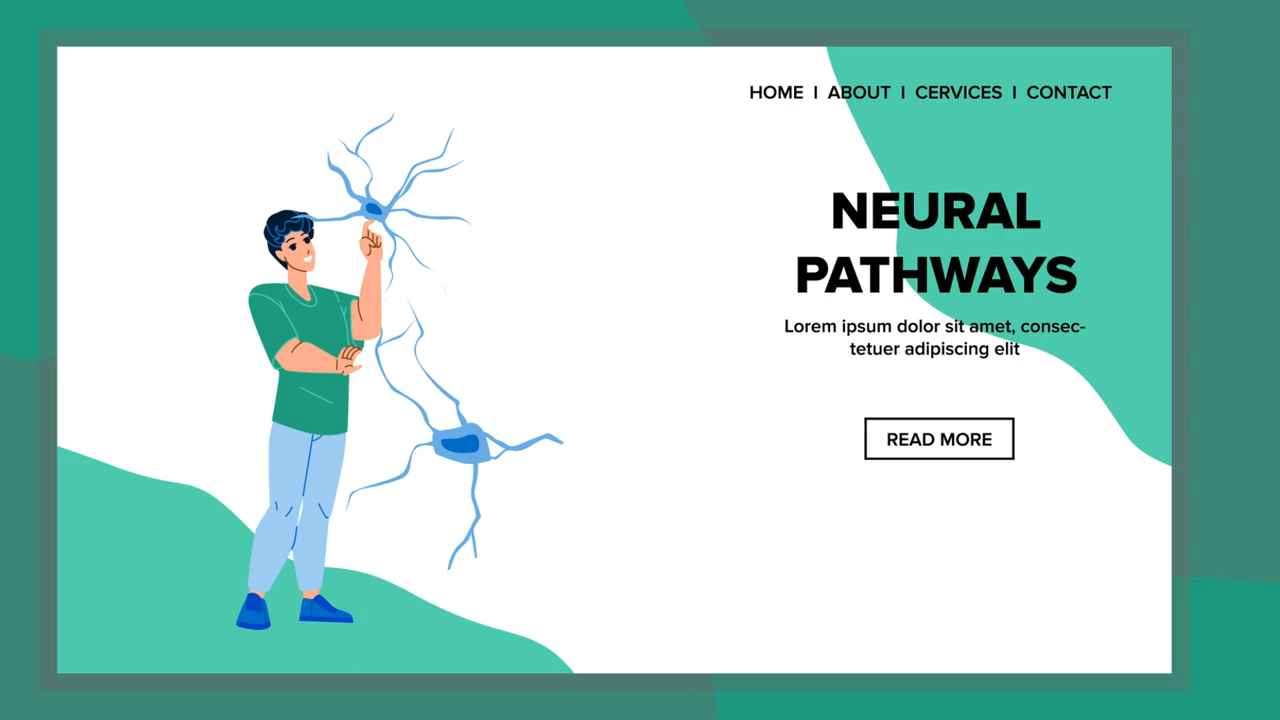 HOME I ABOUT I CERVICES I CONTACT
NEURAL
PATHWAYS
Lorem ipsum dolor sit amet, consec-
tetuer adipiscing elit
READ MORE